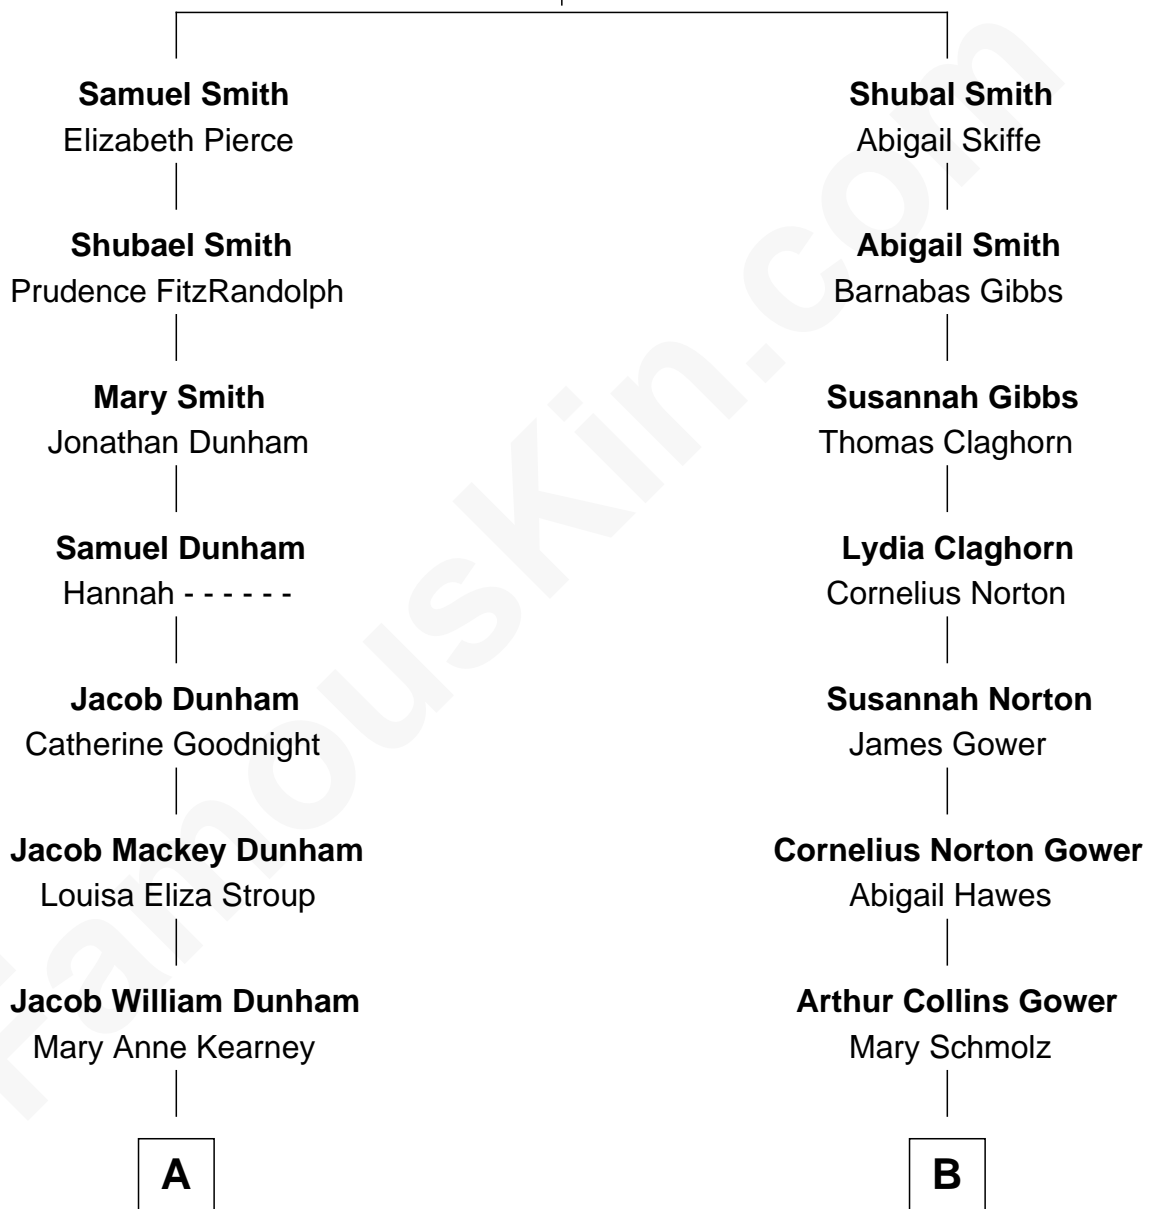 Samuel Smith
Elizabeth Pierce
Shubael Smith
Prudence FitzRandolph
Mary Smith
Jonathan Dunham
Samuel Dunham
Hannah - - - - - -
Jacob Dunham
Catherine Goodnight
Jacob Mackey Dunham
Louisa Eliza Stroup
Jacob William Dunham
Mary Anne Kearney
A
Shubal Smith
Abigail Skiffe
Abigail Smith
Barnabas Gibbs
Susannah Gibbs
Thomas Claghorn
Lydia Claghorn
Cornelius Norton
Susannah Norton
James Gower
Cornelius Norton Gower
Abigail Hawes
Arthur Collins Gower
Mary Schmolz
B
FamousKin.com